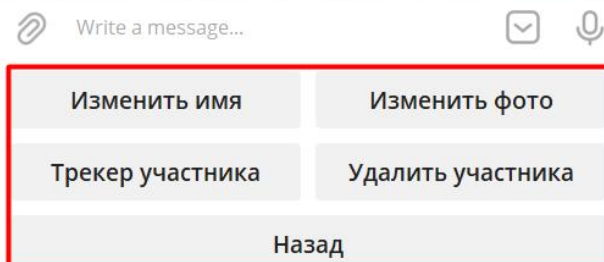 Write a message...
Изменить имя Изменить фото
Трекер участника Удалить участника
Назад